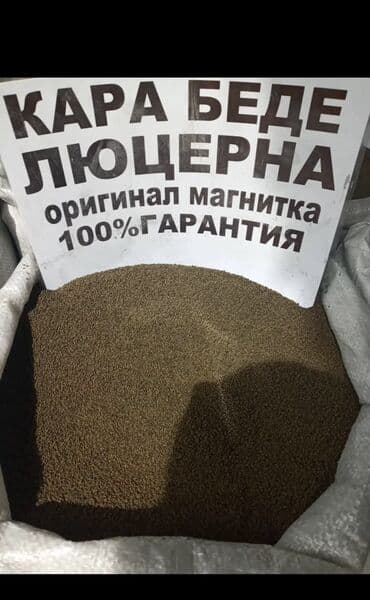 КАРА БЕДЕ
ЛЮЦЕРНА
оригинал магнитка
100%ГАРАНТИЯ